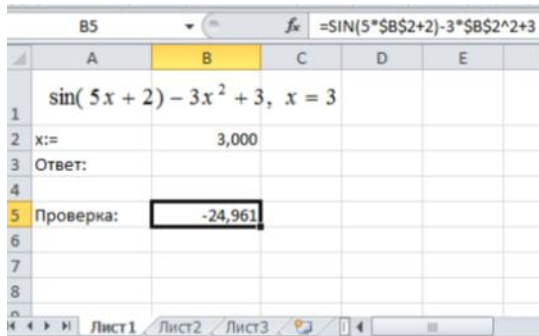 B5 fx =SIN(5*$B$2+2)-3*$B$2^2+3
A B C D E
1 sin( 5x + 2) − 3x² + 3, x = 3
2 x:= 3,000
3 Ответ:
4
5 Проверка: -24,961
6
7
8
9
Лист1 Лист2 Лист3